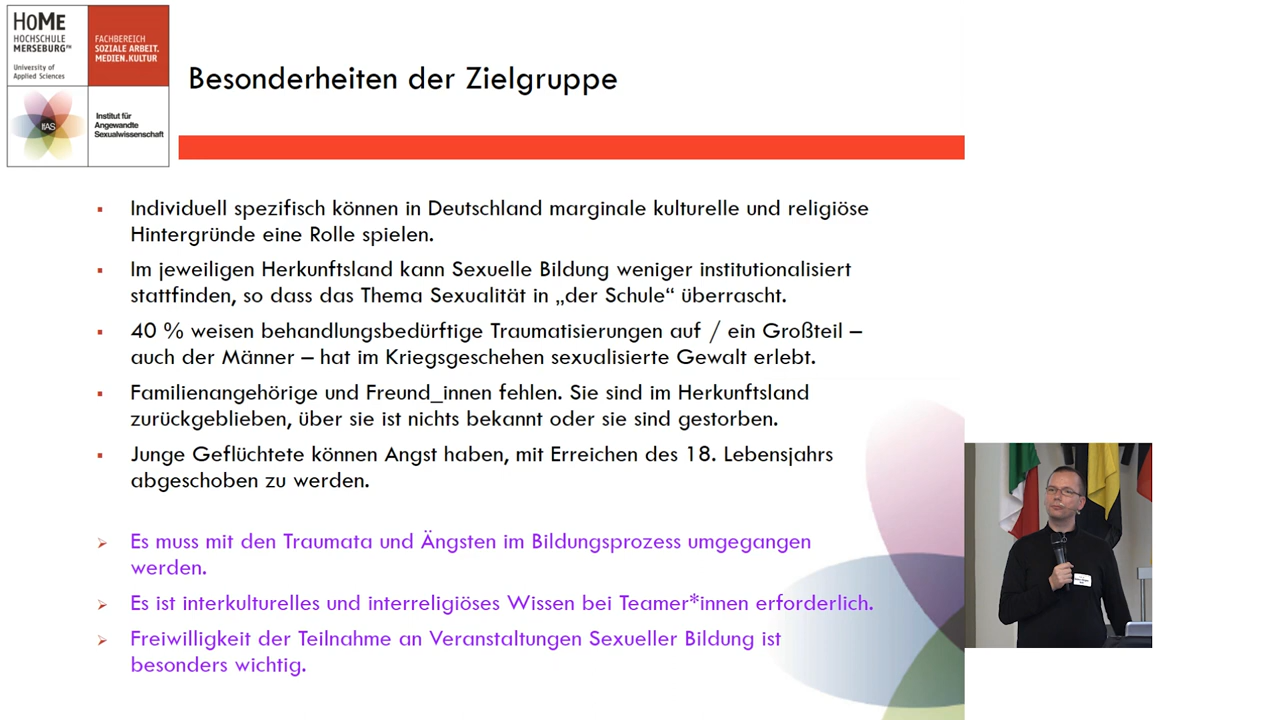 HoMe
HOCHSCHULE
MERSEBURG
University of
Applied Sciences
FACHBEREICH
SOZIALE ARBEIT.
MEDIEN.KULTUR
IfAS
Institut für
Angewandte
Sexualwissenschaft
Besonderheiten der Zielgruppe
▪ Individuell spezifisch können in Deutschland marginale kulturelle und religiöse
Hintergründe eine Rolle spielen.
▪ Im jeweiligen Herkunftsland kann Sexuelle Bildung weniger institutionalisiert
stattfinden, so dass das Thema Sexualität in „der Schule“ überrascht.
▪ 40 % weisen behandlungsbedürftige Traumatisierungen auf / ein Großteil –
auch der Männer – hat im Kriegsgeschehen sexualisierte Gewalt erlebt.
▪ Familienangehörige und Freund_innen fehlen. Sie sind im Herkunftsland
zurückgeblieben, über sie ist nichts bekannt oder sie sind gestorben.
▪ Junge Geflüchtete können Angst haben, mit Erreichen des 18. Lebensjahrs
abgeschoben zu werden.
➢ Es muss mit den Traumata und Ängsten im Bildungsprozess umgegangen
werden.
➢ Es ist interkulturelles und interreligiöses Wissen bei Teamer*innen erforderlich.
➢ Freiwilligkeit der Teilnahme an Veranstaltungen Sexueller Bildung ist
besonders wichtig.